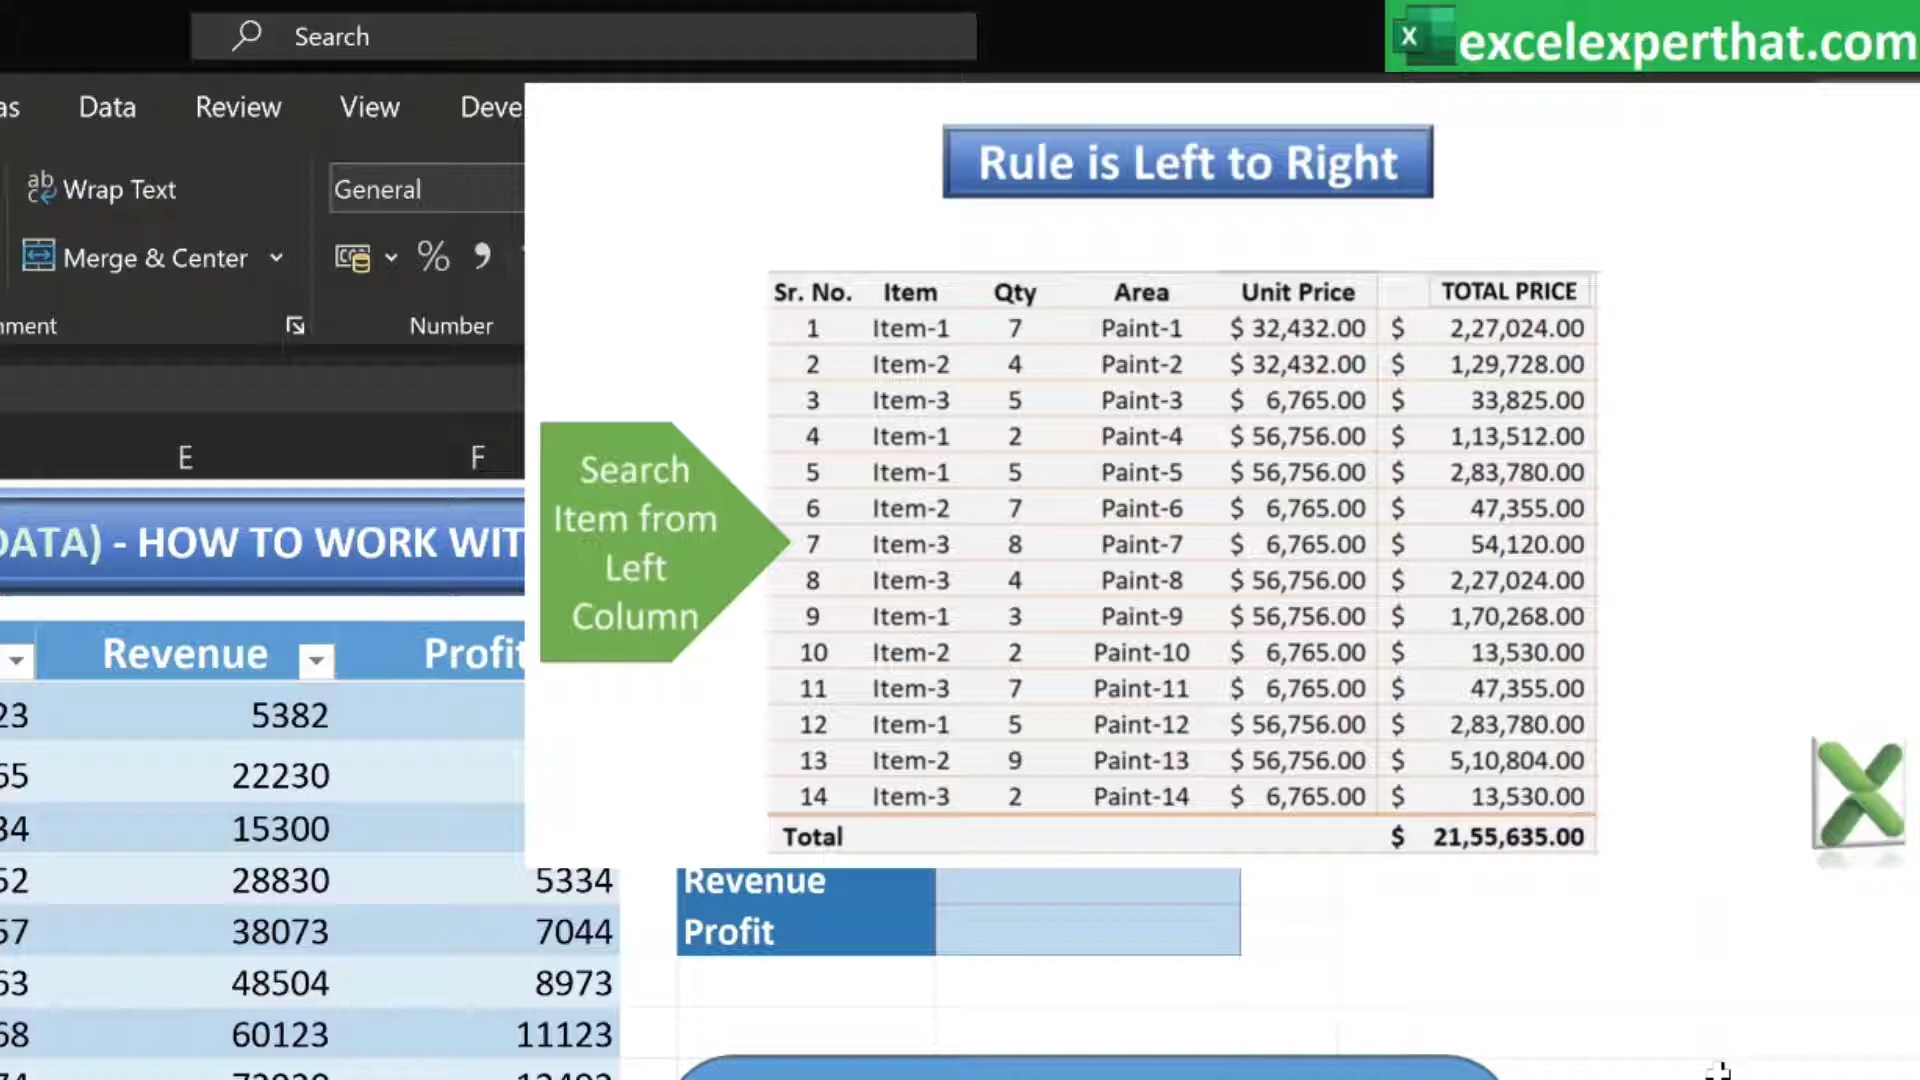 Search
excelexperthat.com
as Data Review View Deve
Rule is Left to Right
Wrap Text
General
Merge & Center
% 
nment
Number
E F
DATA) - HOW TO WORK WIT
Search
Item from
Left
Column
Sr. No. Item Qty Area Unit Price TOTAL PRICE
1 Item-1 7 Paint-1 $ 32,432.00 $ 2,27,024.00
2 Item-2 4 Paint-2 $ 32,432.00 $ 1,29,728.00
3 Item-3 5 Paint-3 $ 6,765.00 $ 33,825.00
4 Item-1 2 Paint-4 $ 56,756.00 $ 1,13,512.00
5 Item-1 5 Paint-5 $ 56,756.00 $ 2,83,780.00
6 Item-2 7 Paint-6 $ 6,765.00 $ 47,355.00
7 Item-3 8 Paint-7 $ 6,765.00 $ 54,120.00
8 Item-3 4 Paint-8 $ 56,756.00 $ 2,27,024.00
9 Item-1 3 Paint-9 $ 56,756.00 $ 1,70,268.00
10 Item-2 2 Paint-10 $ 6,765.00 $ 13,530.00
11 Item-3 7 Paint-11 $ 6,765.00 $ 47,355.00
12 Item-1 5 Paint-12 $ 56,756.00 $ 2,83,780.00
13 Item-2 9 Paint-13 $ 56,756.00 $ 5,10,804.00
14 Item-3 2 Paint-14 $ 6,765.00 $ 13,530.00
Total $ 21,55,635.00
Revenue Profit
23 5382
65 22230
34 15300
52 28830 5334
57 38073 7044
63 48504 8973
68 60123 11123
Revenue
Profit